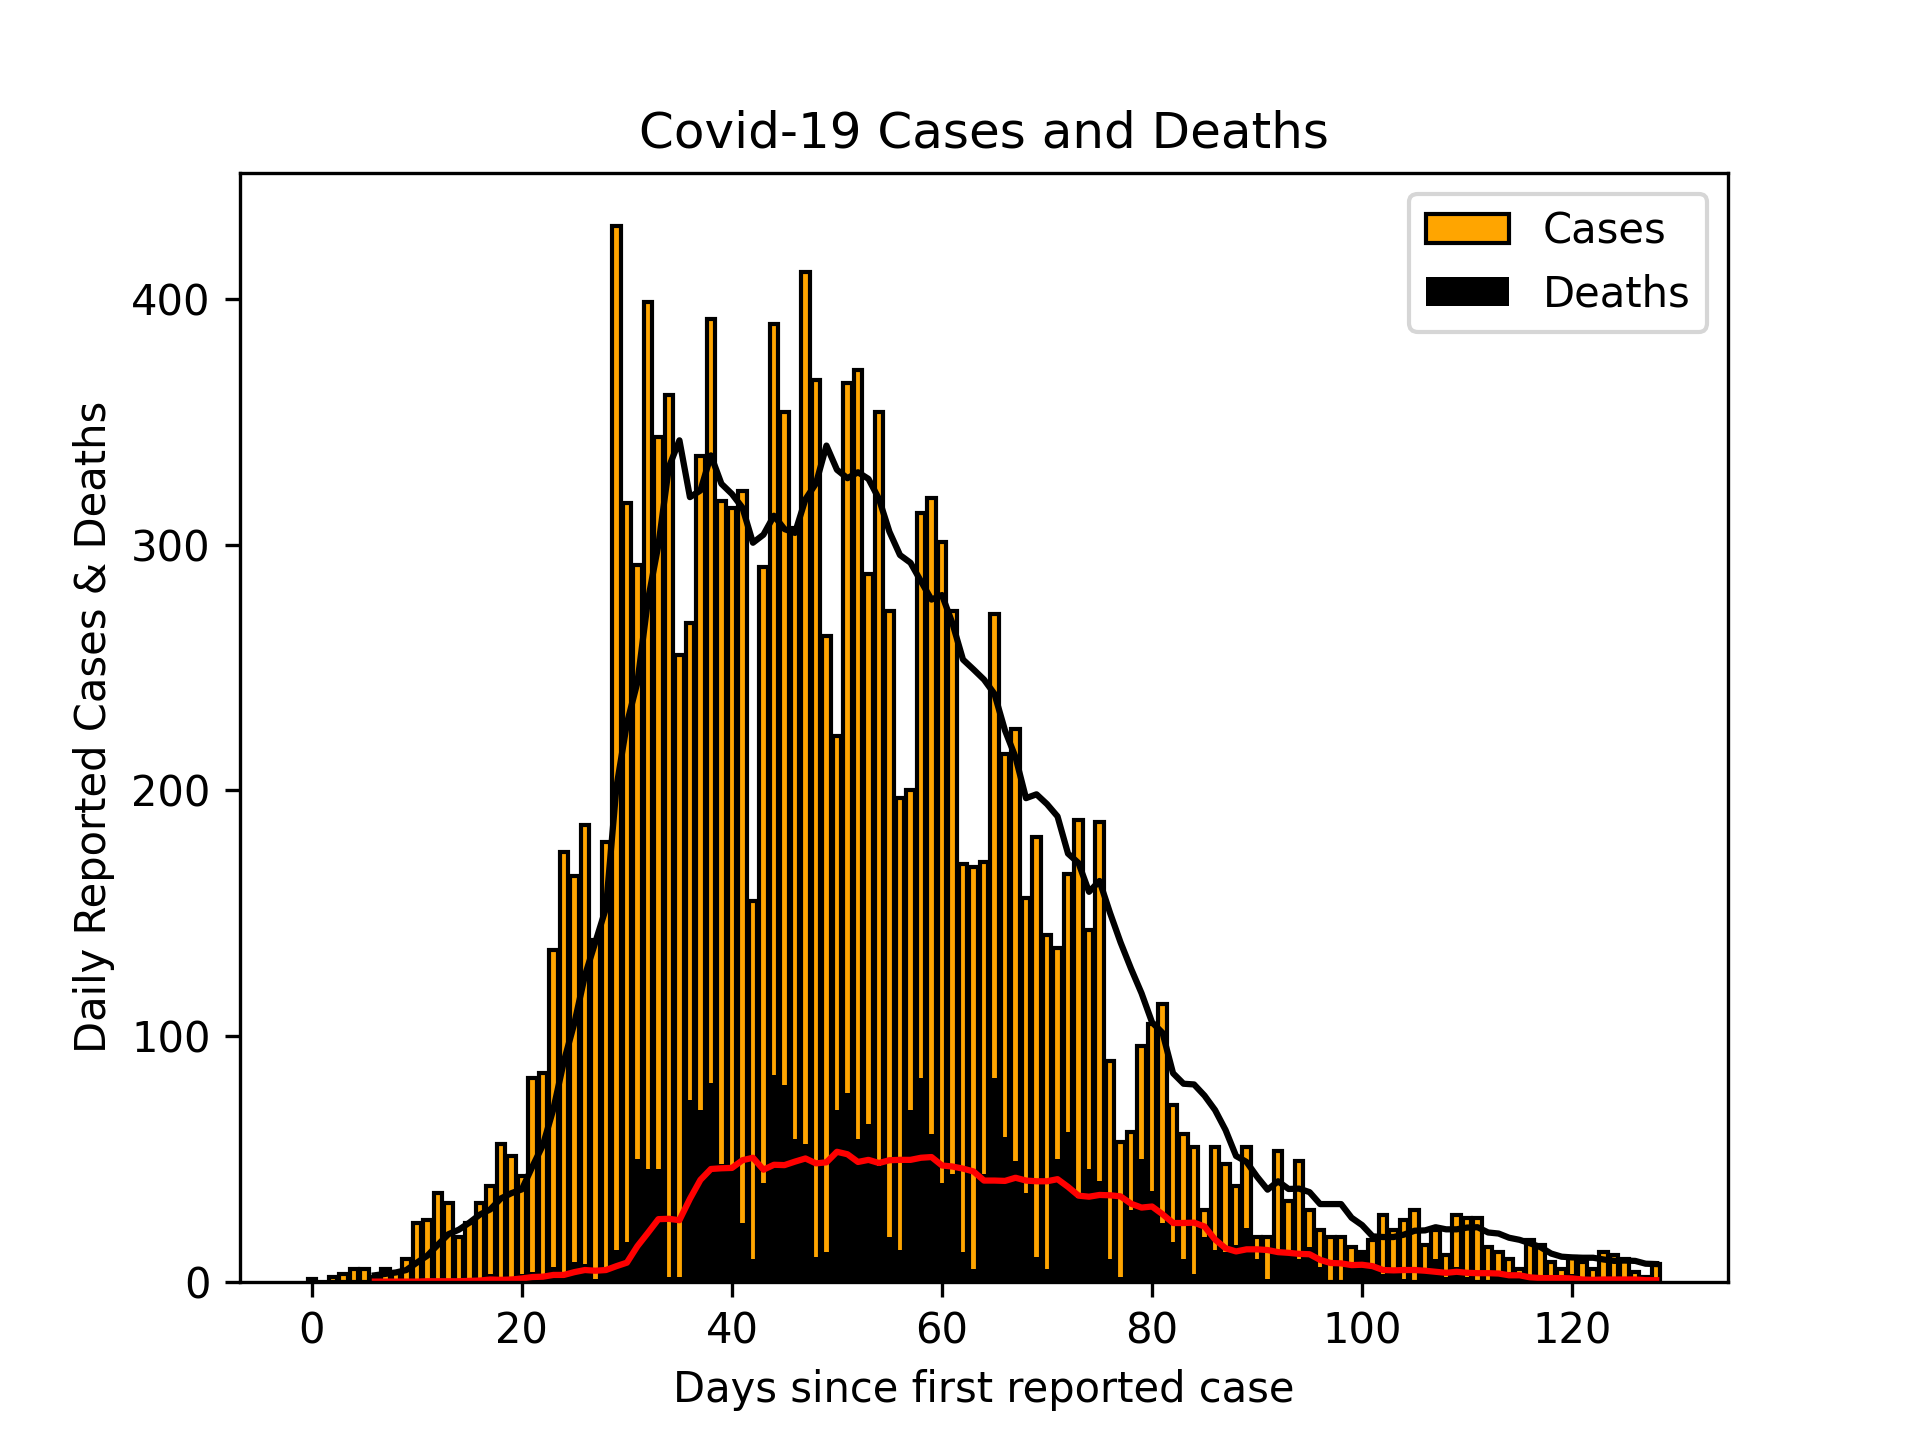 Covid-19 Cases and Deaths
Cases
Deaths
Daily Reported Cases & Deaths
400
300
200
100
0
0 20 40 60 80 100 120
Days since first reported case